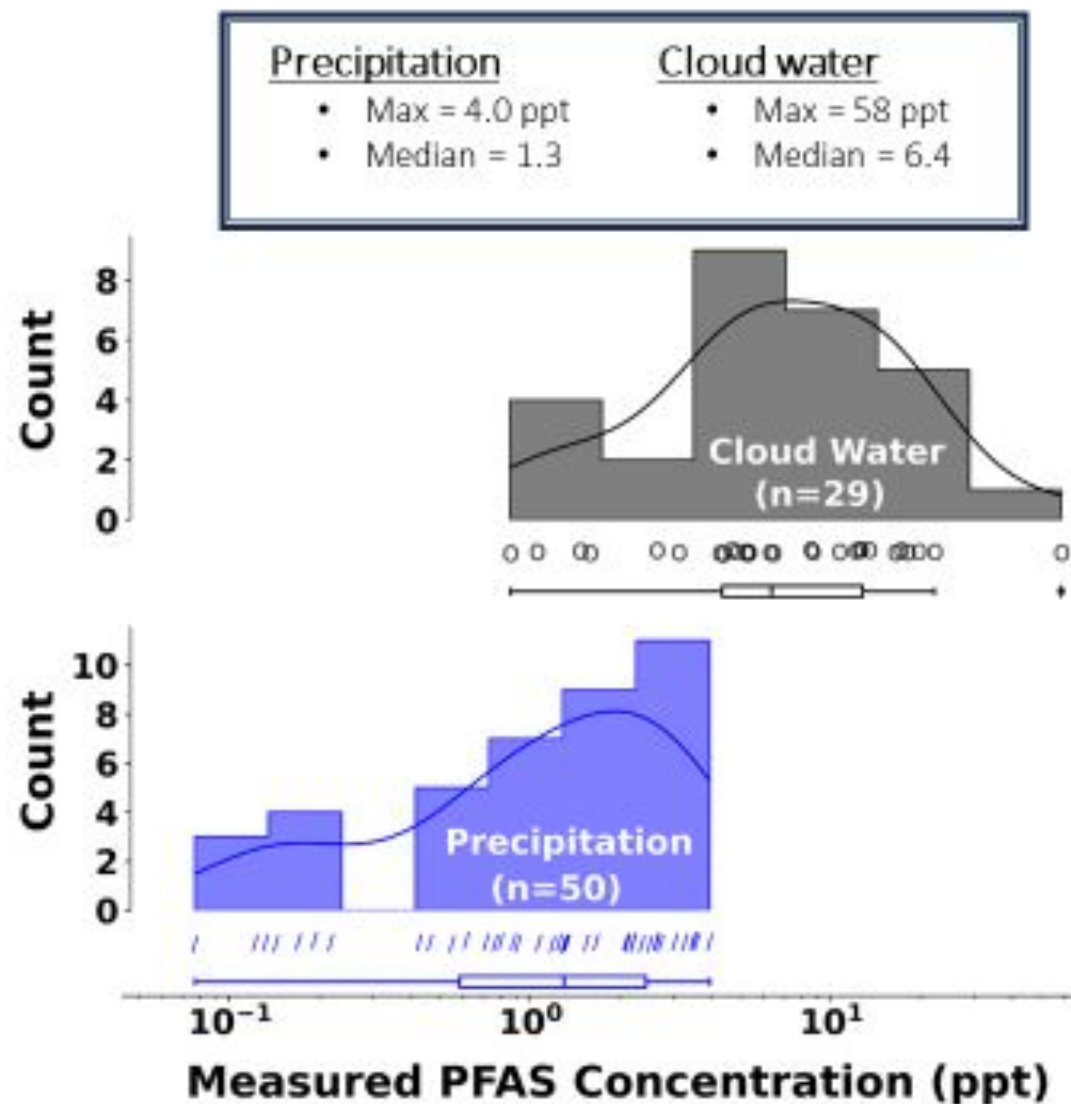 Precipitation
• Max = 4.0 ppt
• Median = 1.3
Cloud water
• Max = 58 ppt
• Median = 6.4
Count
8
6
4
2
0
Cloud Water
(n=29)
Count
10
8
6
4
2
0
Precipitation
(n=50)
10⁻¹ 10⁰ 10¹
Measured PFAS Concentration (ppt)